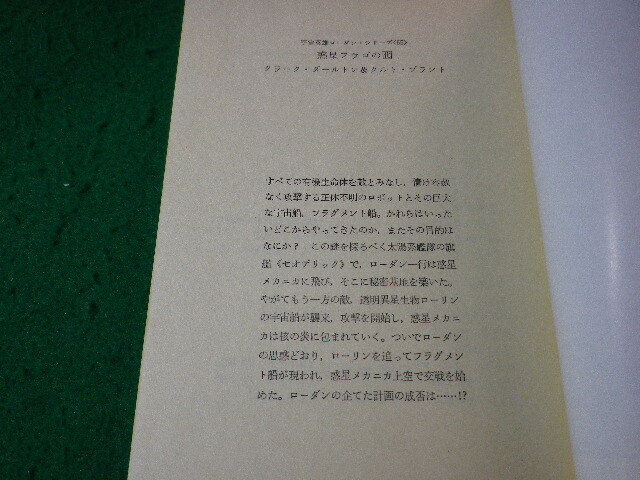 宇宙英雄ローダン・シリーズ
惑星フラゴの
クラーク・ダールトン&クルト・ブラント
すべての有機生命体を敵とみなし、情け容赦
なく攻撃する正体不明のロボットとその巨大
な宇宙船、フラグメント船。かれらはいった
いどこからやってきたのか、またその目的は
なにか? この謎を探るべく太陽系艦隊の旗
艦《セオデリック》で、ローダン一行は惑星
メカニカに飛び、そこに秘密基地を築いた。
やがてもう一方の敵、透明異星生物ローリン
の宇宙船が襲来、攻撃を開始し、惑星メカニ
カは核の炎に包まれていく。ついでローダン
の思惑どおり、ローリンを追ってフラグメン
ト船が現われ、惑星メカニカ上空で交戦を始
めた。ローダンの企てた計画の成否は……!?